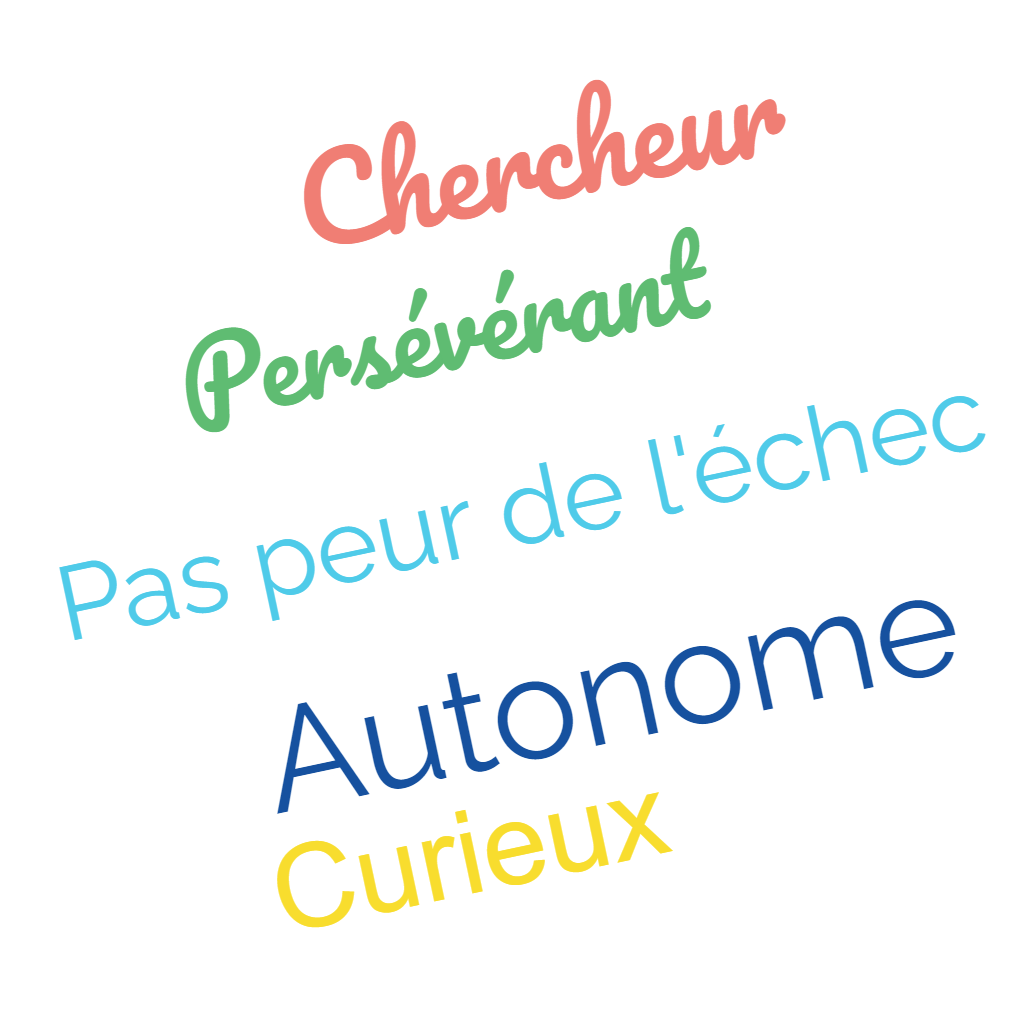 Chercheur
Persévérant
Pas peur de l'échec
Autonome
Curieux